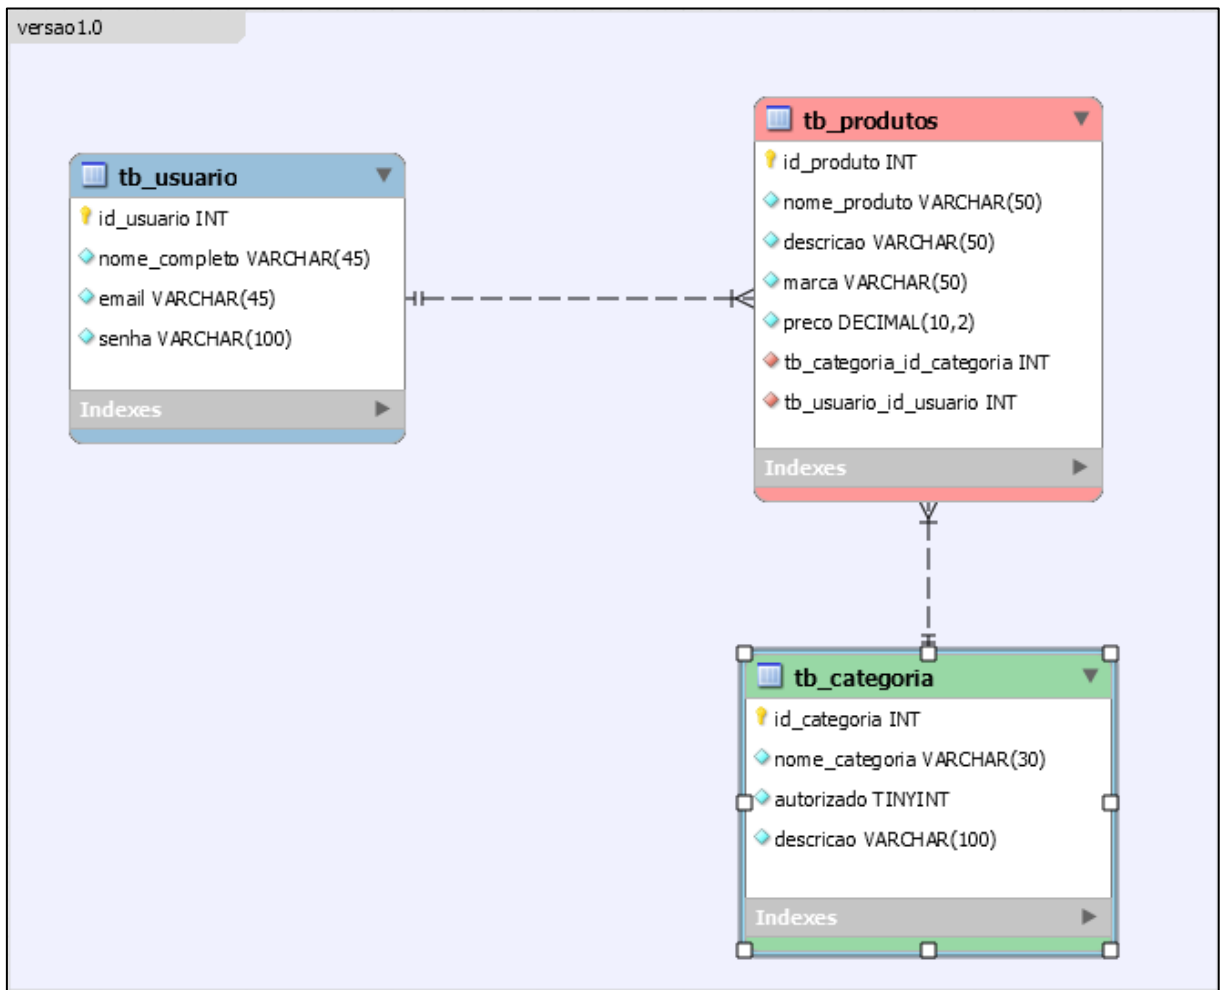 versao1.0
tb_usuario
id_usuario INT
nome_completo VARCHAR(45)
email VARCHAR(45)
senha VARCHAR(100)
Indexes
tb_produtos
id_produto INT
nome_produto VARCHAR(50)
descricao VARCHAR(50)
marca VARCHAR(50)
preco DECIMAL(10,2)
tb_categoria_id_categoria INT
tb_usuario_id_usuario INT
Indexes
tb_categoria
id_categoria INT
nome_categoria VARCHAR(30)
autorizado TINYINT
descricao VARCHAR(100)
Indexes